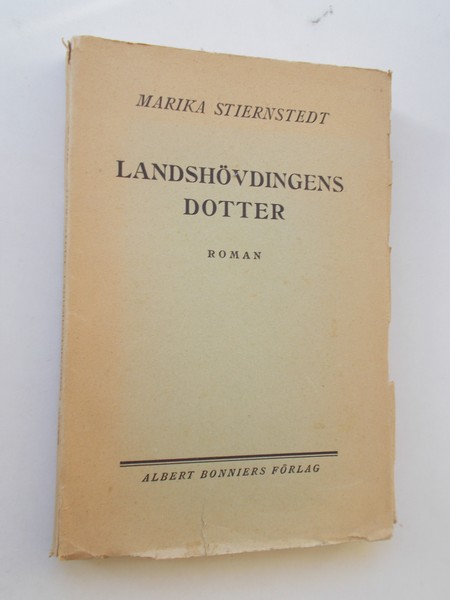 MARIKA STIERNSTEDT
LANDSHÖVDINGENS
DOTTER
ROMAN
ALBERT BONNIERS FÖRLAG